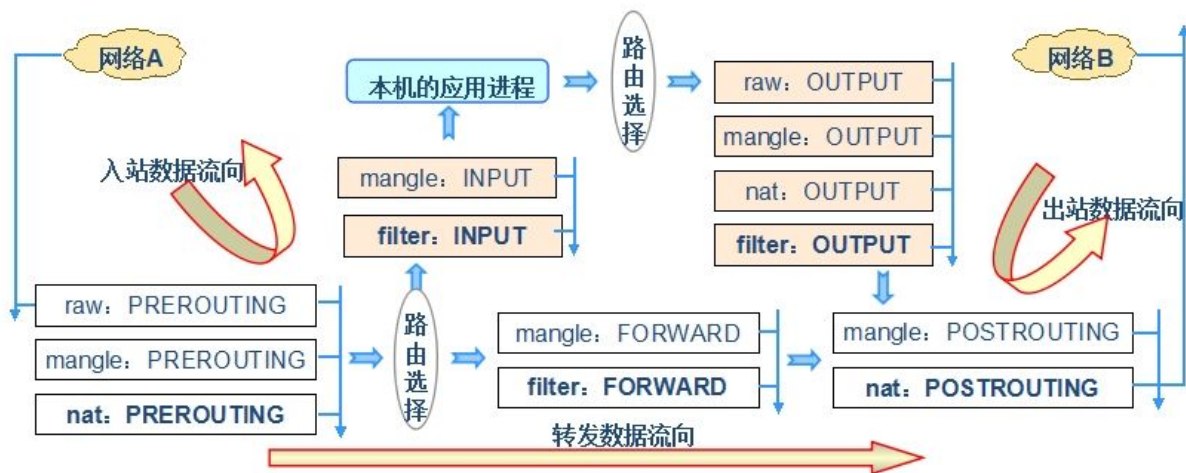 网络A
网络B
本机的应用进程
路由选择
raw：OUTPUT
mangle：OUTPUT
nat：OUTPUT
filter：OUTPUT
入站数据流向
mangle：INPUT
filter：INPUT
出站数据流向
raw：PREROUTING
mangle：PREROUTING
nat：PREROUTING
路由选择
mangle：FORWARD
filter：FORWARD
mangle：POSTROUTING
nat：POSTROUTING
转发数据流向